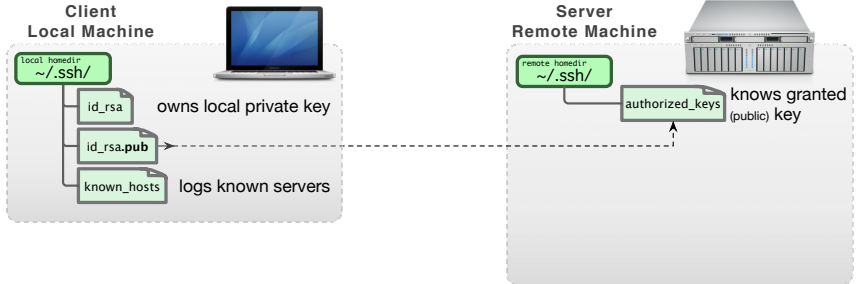 Client
Local Machine
local homedir
~/.ssh/
id_rsa
owns local private key
id_rsa.pub
known_hosts
logs known servers
Server
Remote Machine
remote homedir
~/.ssh/
authorized_keys
knows granted
(public) key